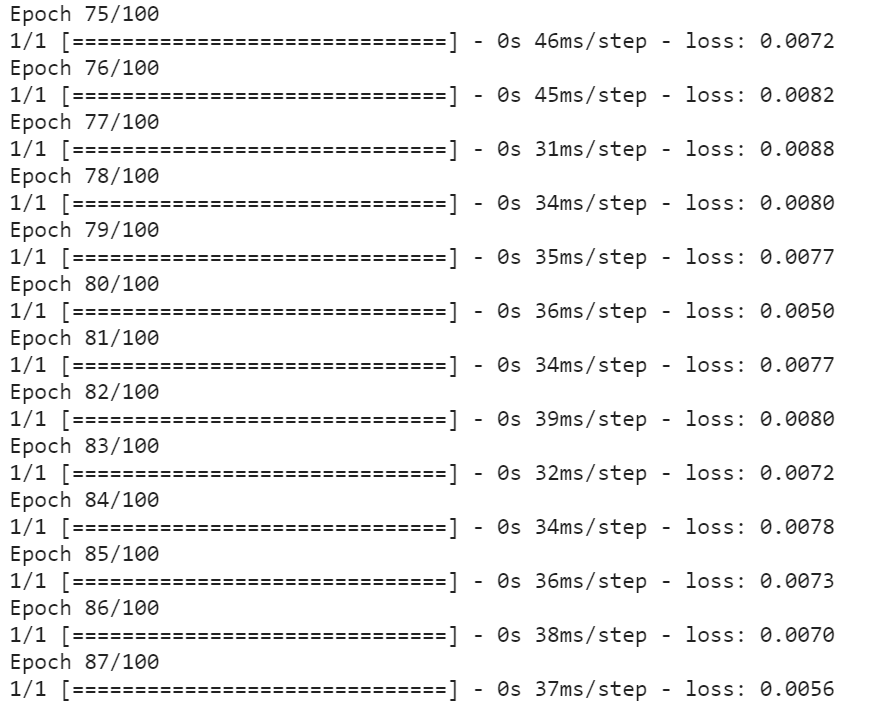 Epoch 75/100
1/1 [==============================] - 0s 46ms/step - loss: 0.0072
Epoch 76/100
1/1 [==============================] - 0s 45ms/step - loss: 0.0082
Epoch 77/100
1/1 [==============================] - 0s 31ms/step - loss: 0.0088
Epoch 78/100
1/1 [==============================] - 0s 34ms/step - loss: 0.0080
Epoch 79/100
1/1 [==============================] - 0s 35ms/step - loss: 0.0077
Epoch 80/100
1/1 [==============================] - 0s 36ms/step - loss: 0.0050
Epoch 81/100
1/1 [==============================] - 0s 34ms/step - loss: 0.0077
Epoch 82/100
1/1 [==============================] - 0s 39ms/step - loss: 0.0080
Epoch 83/100
1/1 [==============================] - 0s 32ms/step - loss: 0.0072
Epoch 84/100
1/1 [==============================] - 0s 34ms/step - loss: 0.0078
Epoch 85/100
1/1 [==============================] - 0s 36ms/step - loss: 0.0073
Epoch 86/100
1/1 [==============================] - 0s 38ms/step - loss: 0.0070
Epoch 87/100
1/1 [==============================] - 0s 37ms/step - loss: 0.0056